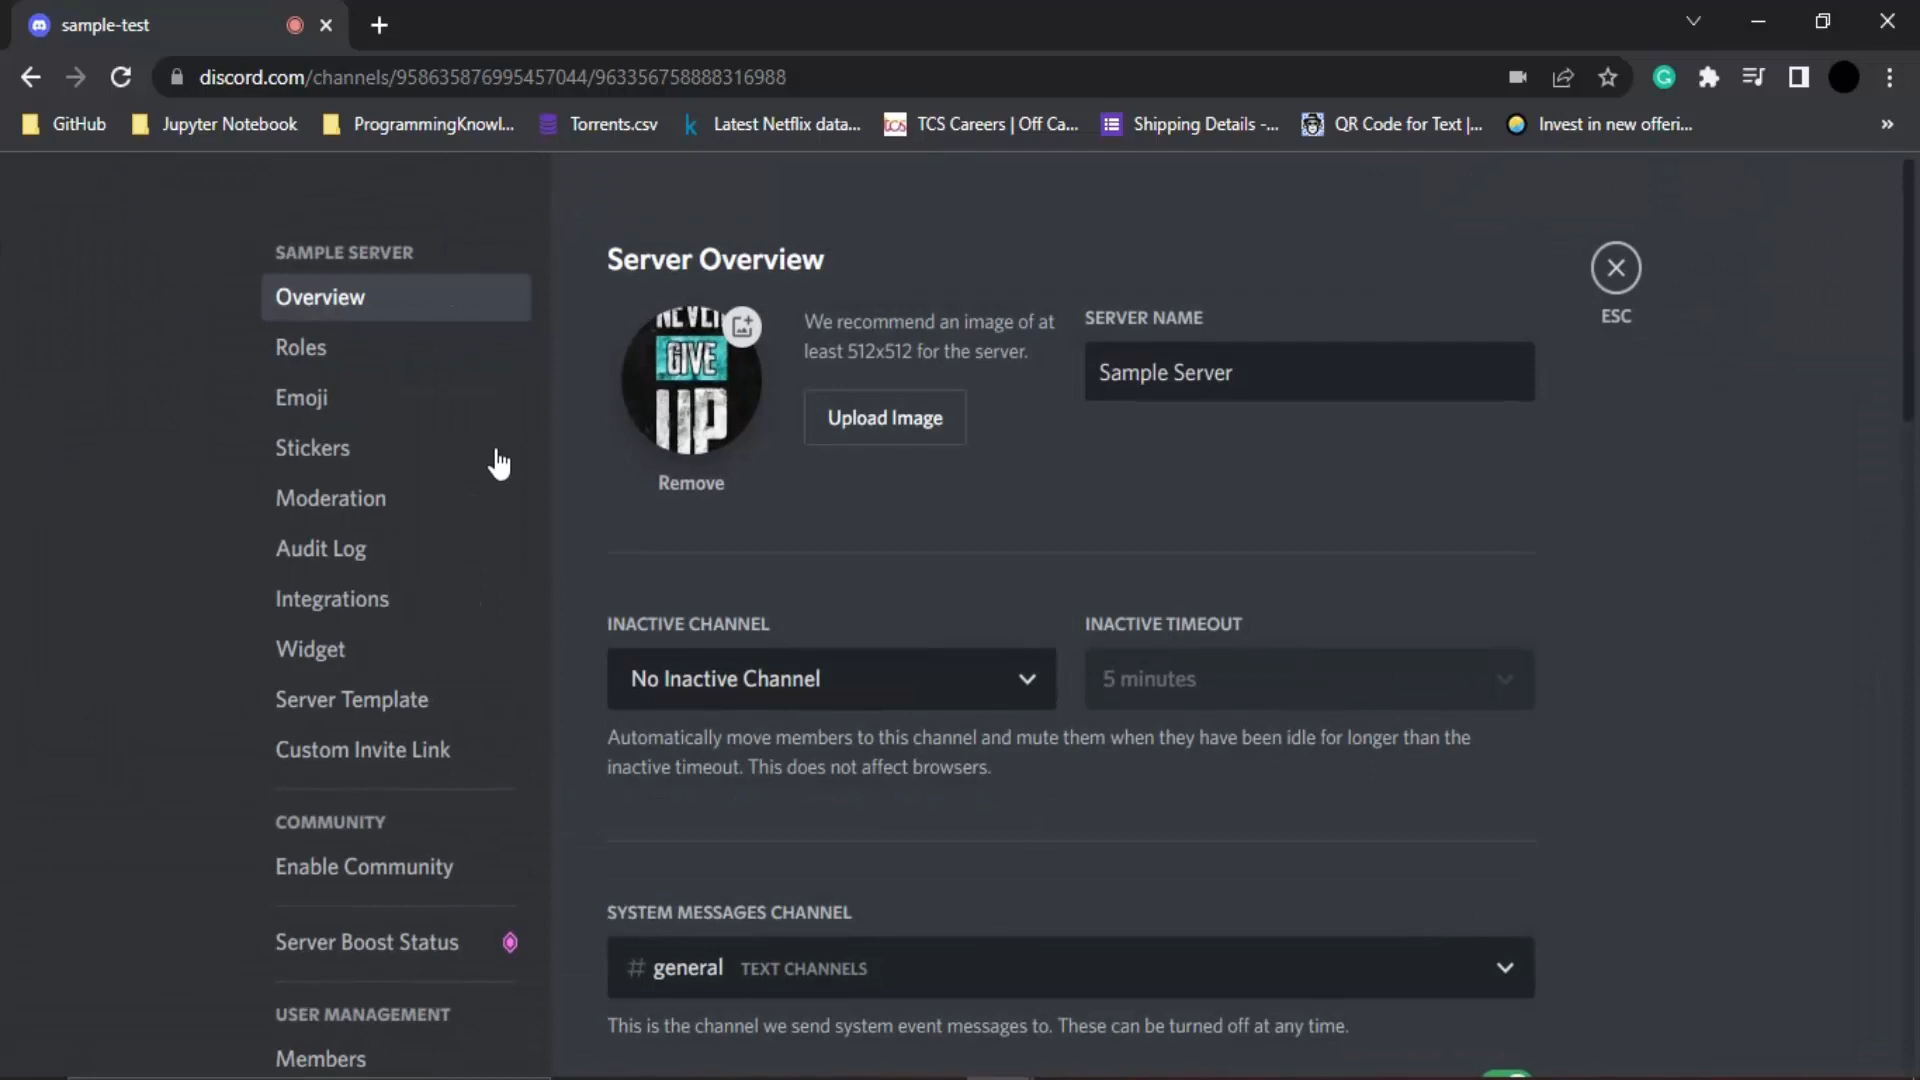 sample-test
discord.com/channels/958635876995457044/963356758888316988
GitHub
Jupyter Notebook
ProgrammingKnowl...
Torrents.csv
Latest Netflix data...
TCS Careers | Off Ca...
Shipping Details -...
QR Code for Text |...
Invest in new offeri...
SAMPLE SERVER
Overview
Roles
Emoji
Stickers
Moderation
Audit Log
Integrations
Widget
Server Template
Custom Invite Link
COMMUNITY
Enable Community
Server Boost Status
USER MANAGEMENT
Members
Server Overview
NEVER
GIVE
UP
Remove
We recommend an image of at
least 512x512 for the server.
Upload Image
SERVER NAME
Sample Server
ESC
INACTIVE CHANNEL
No Inactive Channel
INACTIVE TIMEOUT
5 minutes
Automatically move members to this channel and mute them when they have been idle for longer than the
inactive timeout. This does not affect browsers.
SYSTEM MESSAGES CHANNEL
# general TEXT CHANNELS
This is the channel we send system event messages to. These can be turned off at any time.